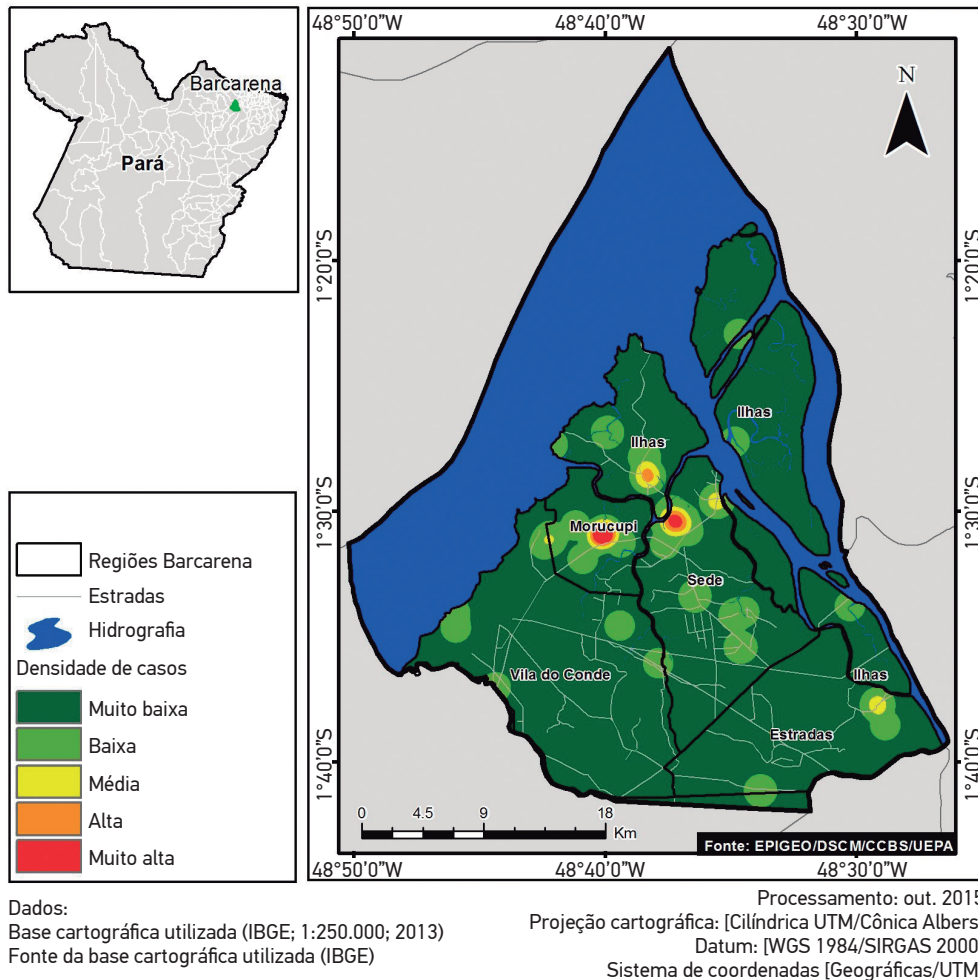 Barcarena
Pará
Regiões Barcarena
Estradas
Hidrografia
Densidade de casos
Muito baixa
Baixa
Média
Alta
Muito alta
48°50'0"W 48°40'0"W 48°30'0"W
N
1°20'0"S 1°20'0"S
Ilhas
Ilhas
1°30'0"S 1°30'0"S
Morucupi
Sede
Vila do Conde
Ilhas
Estradas
1°40'0"S 1°40'0"S
0 4.5 9 18
Km
Fonte: EPIGEO/DSCM/CCBS/UEPA
48°50'0"W 48°40'0"W 48°30'0"W
Dados:
Base cartográfica utilizada (IBGE; 1:250.000; 2013)
Fonte da base cartográfica utilizada (IBGE)
Processamento: out. 2015
Projeção cartográfica: [Cilíndrica UTM/Cônica Albers
Datum: [WGS 1984/SIRGAS 2000
Sistema de coordenadas [Geográficas/UTM